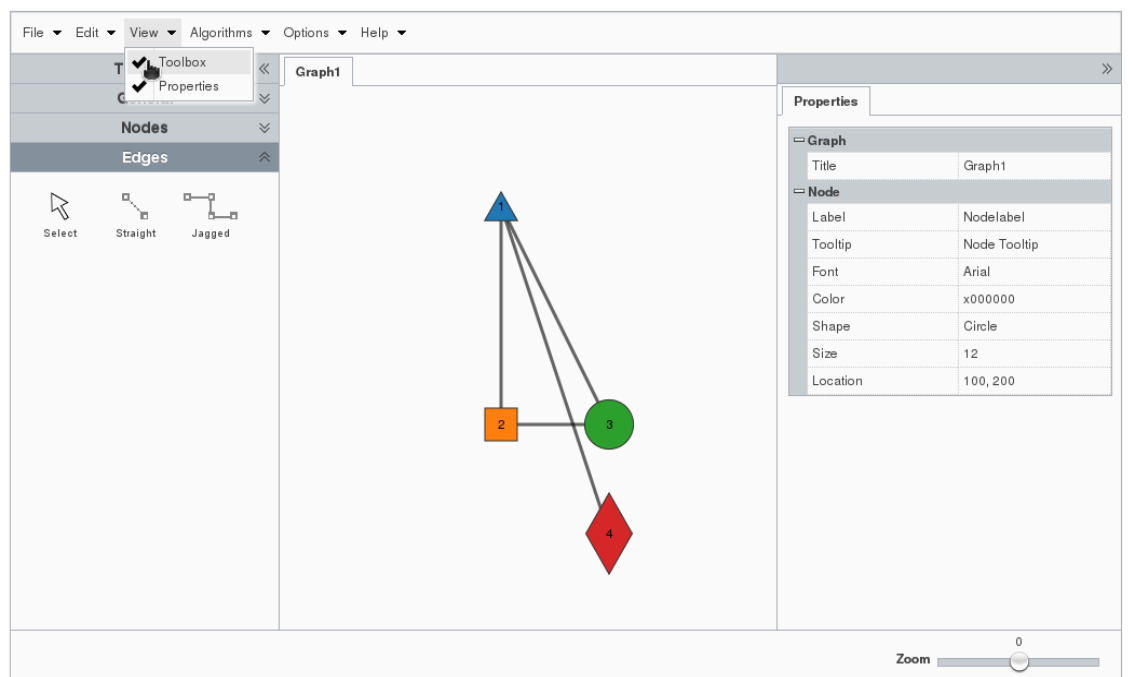 File Edit View Algorithms Options Help
Toolbox
Properties
Graph1
Nodes
Edges
Select Straight Jagged
1
2
3
4
Properties
Graph
Title Graph1
Node
Label Nodelabel
Tooltip Node Tooltip
Font Arial
Color x000000
Shape Circle
Size 12
Location 100, 200
0
Zoom